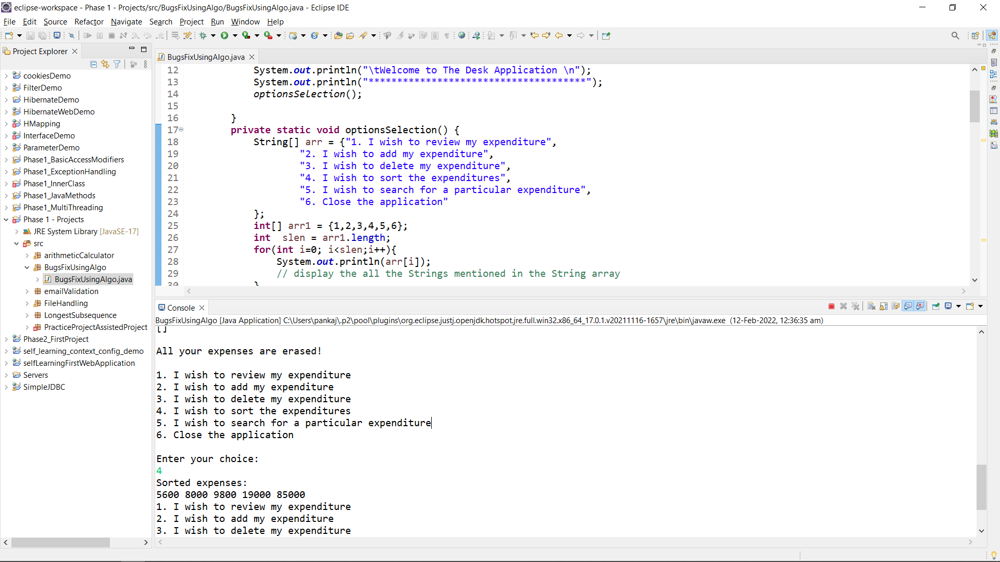 eclipse-workspace - Phase 1 - Projects/src/BugsFixUsingAlgo/BugsFixUsingAlgo.java - Eclipse IDE
File Edit Source Refactor Navigate Search Project Run Window Help
Project Explorer
cookiesDemo
FilterDemo
HibernateDemo
HibernateWebDemo
HMapping
InterfaceDemo
ParameterDemo
Phase1_BasicAccessModifiers
Phase1_ExceptionHandling
Phase1_InnerClass
Phase1_JavaMethods
Phase1_MultiThreading
Phase 1 - Projects
JRE System Library [JavaSE-17]
src
arithmeticCalculator
BugsFixUsingAlgo
BugsFixUsingAlgo.java
emailValidation
FileHandling
LongestSubsequence
PracticeProjectAssistedProject
Phase2_FirstProject
self_learning_context_config_demo
selfLearningFirstWebApplication
Servers
SimpleJDBC
BugsFixUsingAlgo.java
12 System.out.println("\tWelcome to The Desk Application \n");
13 System.out.println("**************************************");
14 optionsSelection();
15
16 }
17 private static void optionsSelection() {
18 String[] arr = {"1. I wish to review my expenditure",
19 "2. I wish to add my expenditure",
20 "3. I wish to delete my expenditure",
21 "4. I wish to sort the expenditures",
22 "5. I wish to search for a particular expenditure",
23 "6. Close the application"
24 };
25 int[] arr1 = {1,2,3,4,5,6};
26 int  slen = arr1.length;
27 for(int i=0; i<slen;i++){
28 System.out.println(arr[i]);
29 // display the all the Strings mentioned in the String array
30 }
Console
BugsFixUsingAlgo [Java Application] C:\Users\pankaj\.p2\pool\plugins\org.eclipse.justj.openjdk.hotspot.jre.full.win32.x86_64_17.0.1.v20211116-1657\jre\bin\javaw.exe (12-Feb-2022, 12:36:35 am)
[]
All your expenses are erased!
1. I wish to review my expenditure
2. I wish to add my expenditure
3. I wish to delete my expenditure
4. I wish to sort the expenditures
5. I wish to search for a particular expenditure
6. Close the application
Enter your choice:
4
Sorted expenses:
5600 8000 9800 19000 85000
1. I wish to review my expenditure
2. I wish to add my expenditure
3. I wish to delete my expenditure